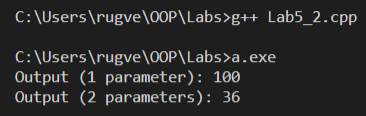 C:\Users\rugve\OOP\Labs>g++ Lab5_2.cpp
C:\Users\rugve\OOP\Labs>a.exe
Output (1 parameter): 100
Output (2 parameters): 36